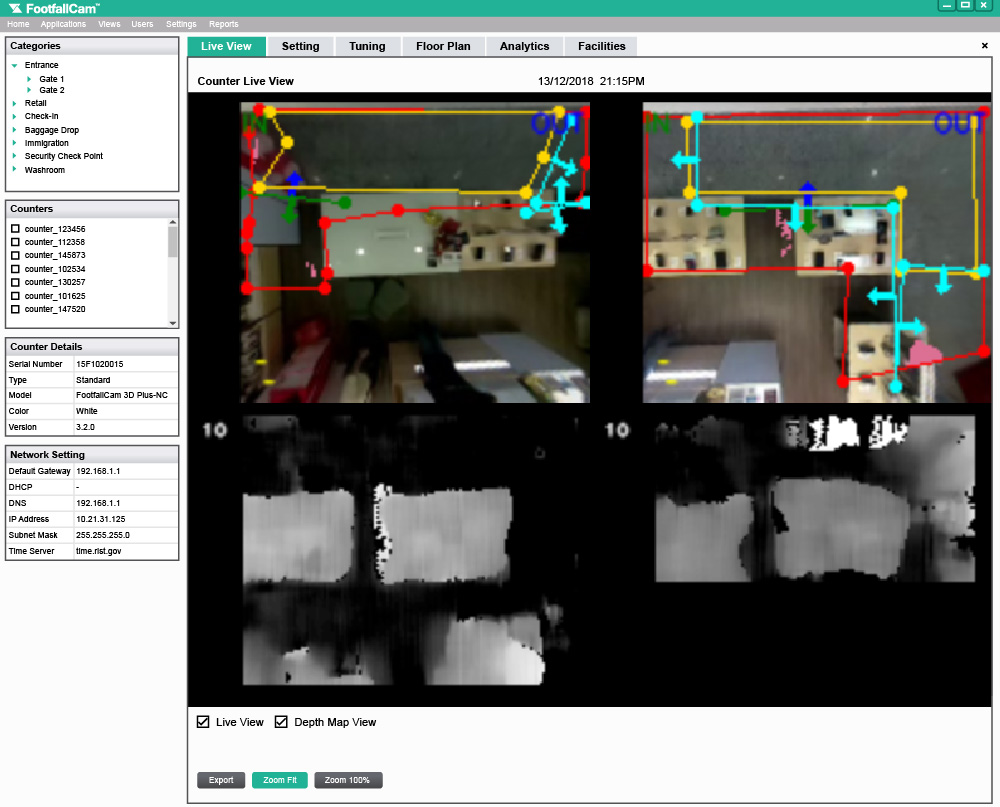 FootfallCam™
Home Applications Views Users Settings Reports
Categories
Entrance
Gate 1
Gate 2
Retail
Check-In
Baggage Drop
Immigration
Security Check Point
Washroom
Counters
counter_123456
counter_112358
counter_145873
counter_102534
counter_130257
counter_101625
counter_147520
Counter Details
Serial Number 15F1020015
Type Standard
Model FootfallCam 3D Plus-NC
Color White
Version 3.2.0
Network Setting
Default Gateway 192.168.1.1
DHCP -
DNS 192.168.1.1
IP Address 10.21.31.125
Subnet Mask 255.255.255.0
Time Server time.rist.gov
Live View Setting Tuning Floor Plan Analytics Facilities
Counter Live View 13/12/2018 21:15PM
IN OUT IN OUT
10 10
Live View Depth Map View
Export Zoom Fit Zoom 100%